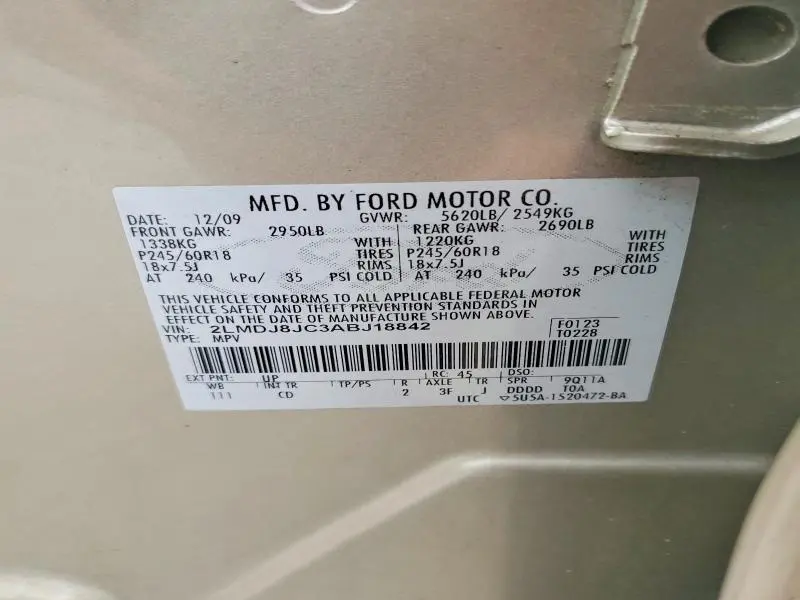 MFD. BY FORD MOTOR CO.
DATE: 12/09 GVWR: 5620LB/ 2549KG
FRONT GAWR: 2950LB REAR GAWR: 2690LB
1338KG WITH 1220KG WITH
P245/60R18 TIRES P245/60R18 TIRES
18x7.5J RIMS 18x7.5J RIMS
AT 240 kPa/ 35 PSI COLD AT 240 kPa/ 35 PSI COLD
THIS VEHICLE CONFORMS TO ALL APPLICABLE FEDERAL MOTOR
VEHICLE SAFETY AND THEFT PREVENTION STANDARDS IN
EFFECT ON THE DATE OF MANUFACTURE SHOWN ABOVE.
VIN: 2LMDJ8JC3ABJ18842 F0123
TYPE: MPV T0228
EXT PNT: UP RC: 45 DSO:
WB INT TR TP/PS R AXLE TR SPR 9Q11A
111 CD 2 3F J DDDD T0A
UTC ▽5U5A-1520472-BA